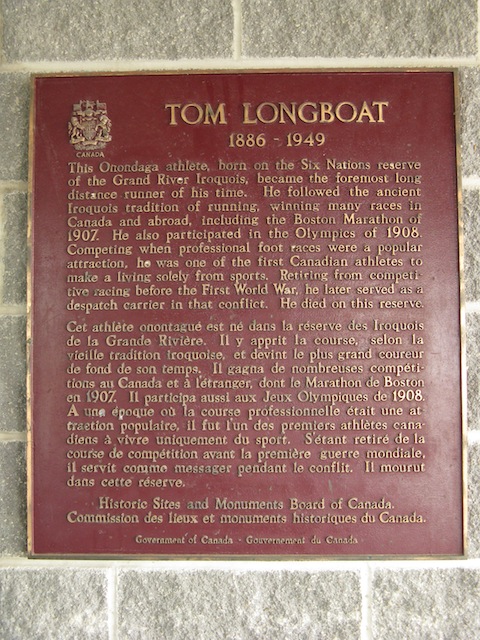 CANADA
TOM LONGBOAT
1886 - 1949
This Onondaga athlete, born on the Six Nations reserve
of the Grand River Iroquois, became the foremost long
distance runner of his time. He followed the ancient
Iroquois tradition of running, winning many races in
Canada and abroad, including the Boston Marathon of
1907. He also participated in the Olympics of 1908.
Competing when professional foot races were a popular
attraction, he was one of the first Canadian athletes to
make a living solely from sports. Retiring from competi-
tive racing before the First World War, he later served as a
despatch carrier in that conflict. He died on this reserve.
Cet athlète onontagué est né dans la réserve des Iroquois
de la Grande Rivière. Il y apprit la course, selon la
vieille tradition iroquoise, et devint le plus grand coureur
de fond de son temps. Il gagna de nombreuses compéti-
tions au Canada et à l'étranger, dont le Marathon de Boston
en 1907. Il participa aussi aux Jeux Olympiques de 1908.
A une époque où la course professionnelle était une at-
traction populaire, il fut l'un des premiers athlètes cana-
diens à vivre uniquement du sport. S'étant retiré de la
course de compétition avant la première guerre mondiale,
il servit comme messager pendant le conflit. Il mourut
dans cette réserve.
Historic Sites and Monuments Board of Canada.
Commission des lieux et monuments historiques du Canada.
Government of Canada - Gouvernement du Canada